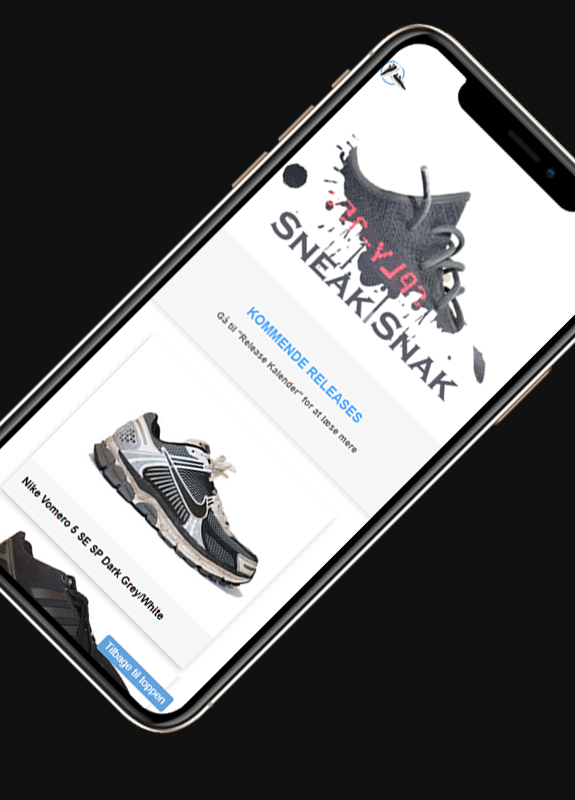 SNEAK|SNAK
KOMMENDE RELEASES
Gå til "Release Kalender" for at læse mere
Nike Vomero 5 SE SP Dark Grey/White
Tilbage til toppen